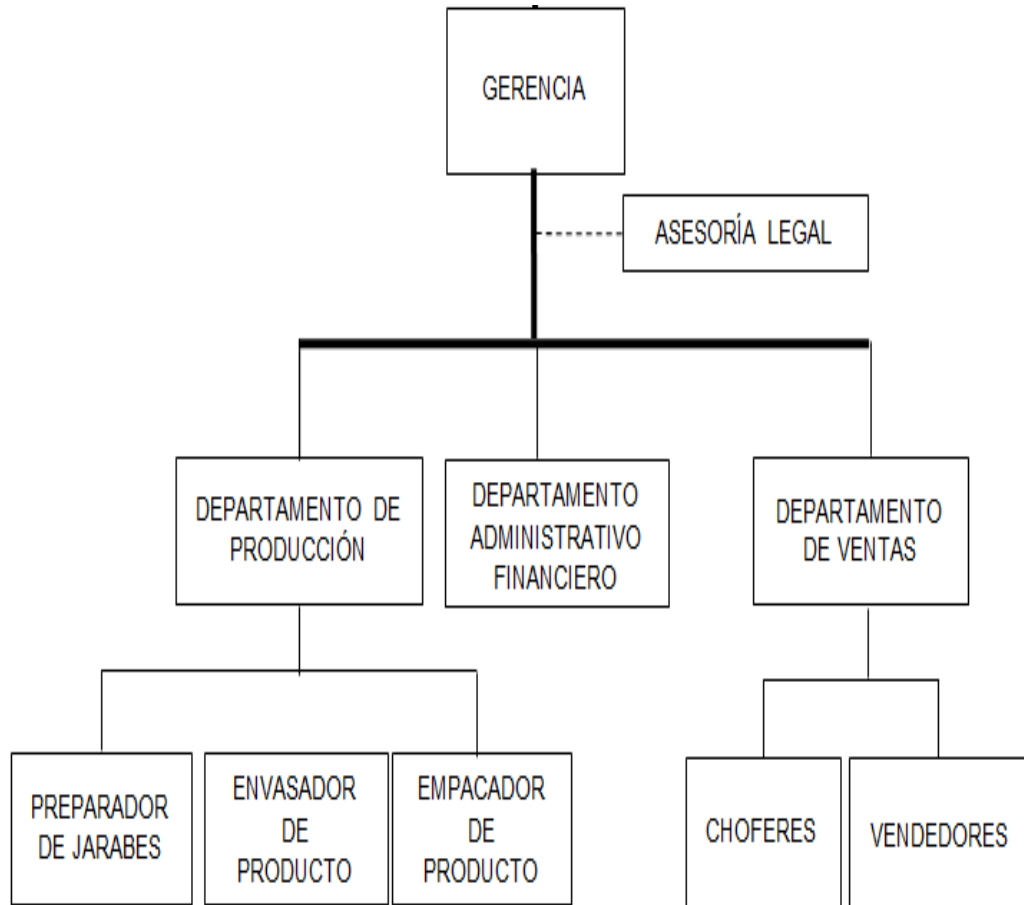 GERENCIA
ASESORÍA LEGAL
DEPARTAMENTO DE
PRODUCCIÓN
DEPARTAMENTO
ADMINISTRATIVO
FINANCIERO
DEPARTAMENTO
DE VENTAS
PREPARADOR
DE JARABES
ENVASADOR
DE
PRODUCTO
EMPACADOR
DE
PRODUCTO
CHOFERES
VENDEDORES